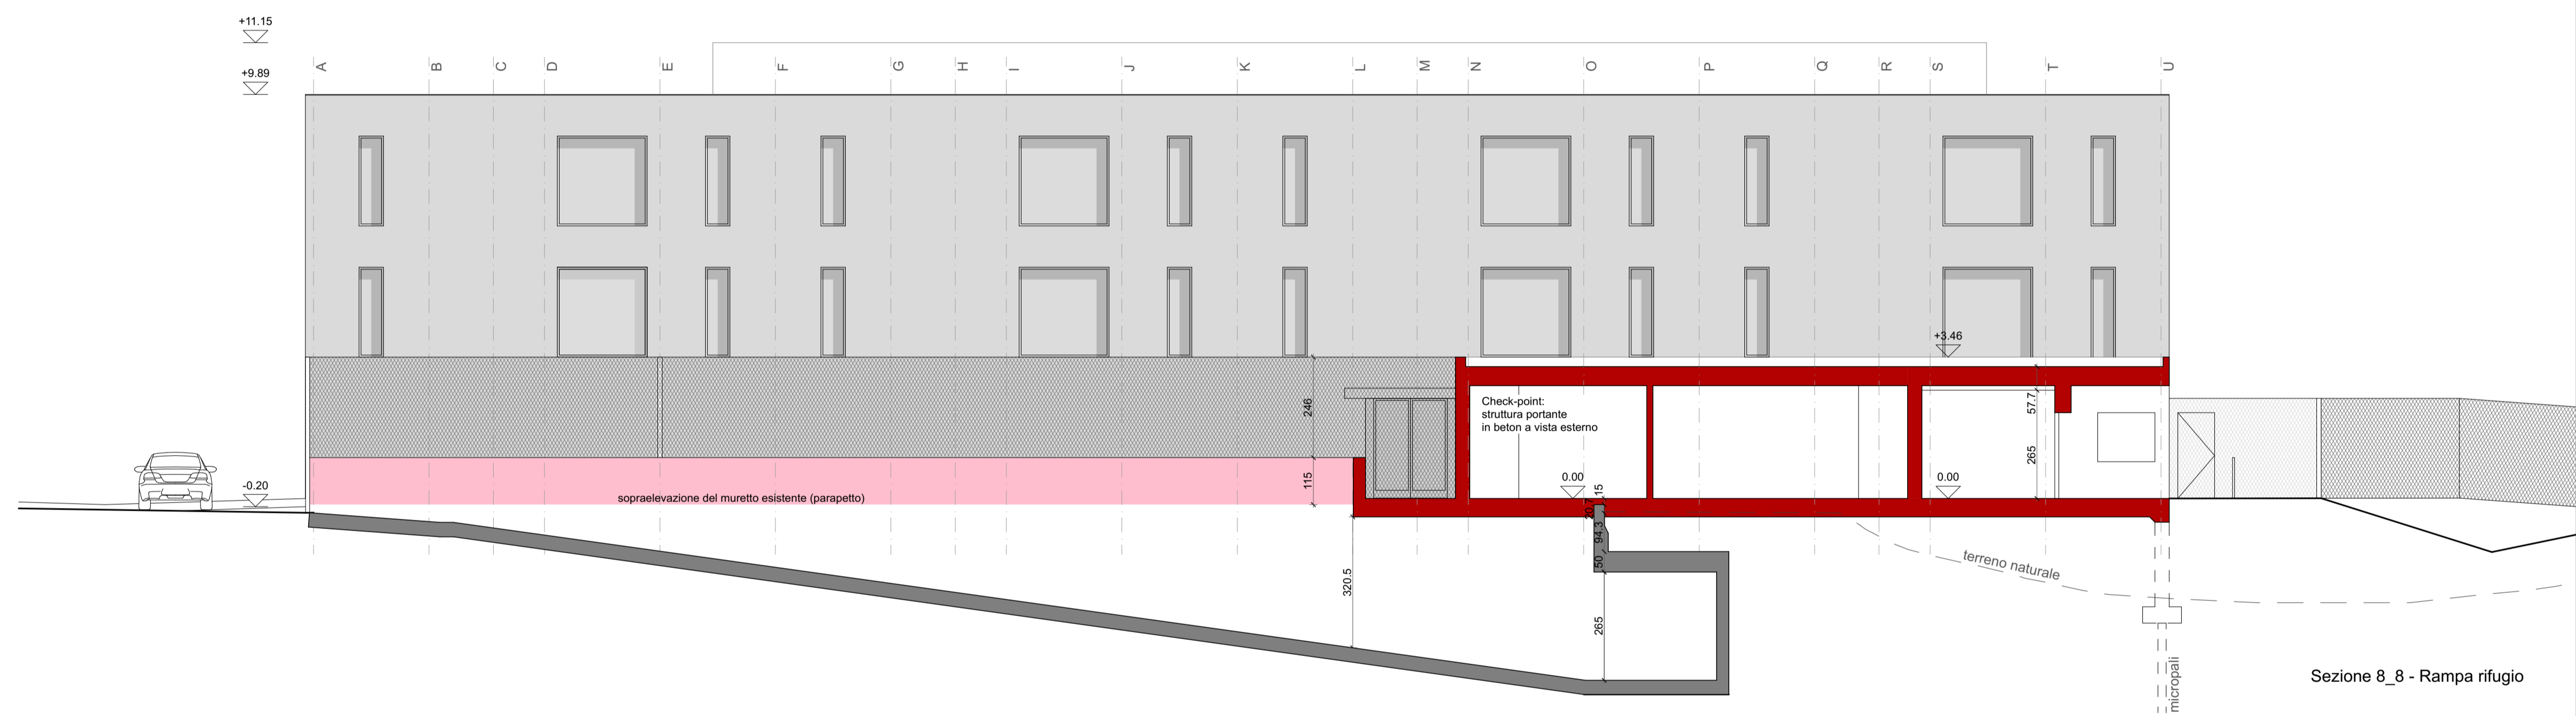 +11.15
+9.89
A
B
C
D
E
F
G
H
I
J
K
L
M
N
O
P
Q
R
S
T
U
+3.46
Check-point:
struttura portante
in beton a vista esterno
246
57.7
265
115
0.00
0.00
-0.20
sopraelevazione del muretto esistente (parapetto)
15
94.3
50
320.5
265
terreno naturale
micropali
Sezione 8_8 - Rampa rifugio